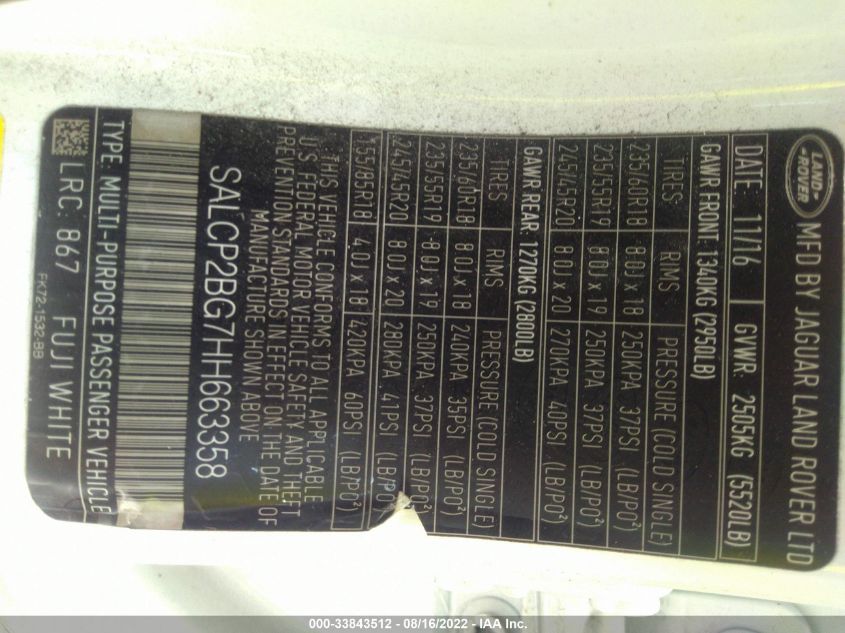 LAND ROVER MFD BY JAGUAR LAND ROVER LTD
DATE: 11/16 GVWR: 2505KG (5520LB)
GAWR FRONT: 1340KG (2950LB)
TIRES RIMS PRESSURE (COLD SINGLE)
235/60R18 8.0J x 18 250KPA 37PSI (LB/PO²)
235/55R19 8.0J x 19 250KPA 37PSI (LB/PO²)
245/45R20 8.0J x 20 270KPA 40PSI (LB/PO²)
GAWR REAR: 1270KG (2800LB)
TIRES RIMS PRESSURE (COLD SINGLE)
235/60R18 8.0J x 18 240KPA 35PSI (LB/PO²)
235/55R19 8.0J x 19 250KPA 37PSI (LB/PO²)
245/45R20 8.0J x 20 280KPA 41PSI (LB/PO²)
T155/85R18 4.0J x 18 420KPA 60PSI (LB/PO²)
THIS VEHICLE CONFORMS TO ALL APPLICABLE
U.S. FEDERAL MOTOR VEHICLE SAFETY AND THEFT
PREVENTION STANDARDS IN EFFECT ON THE DATE OF
MANUFACTURE SHOWN ABOVE
SALCP2BG7HH663358
TYPE: MULTI-PURPOSE PASSENGER VEHICLE
LRC: 867 FUJI WHITE
FK72-1532-BB
000-33843512 - 08/16/2022 - IAA Inc.